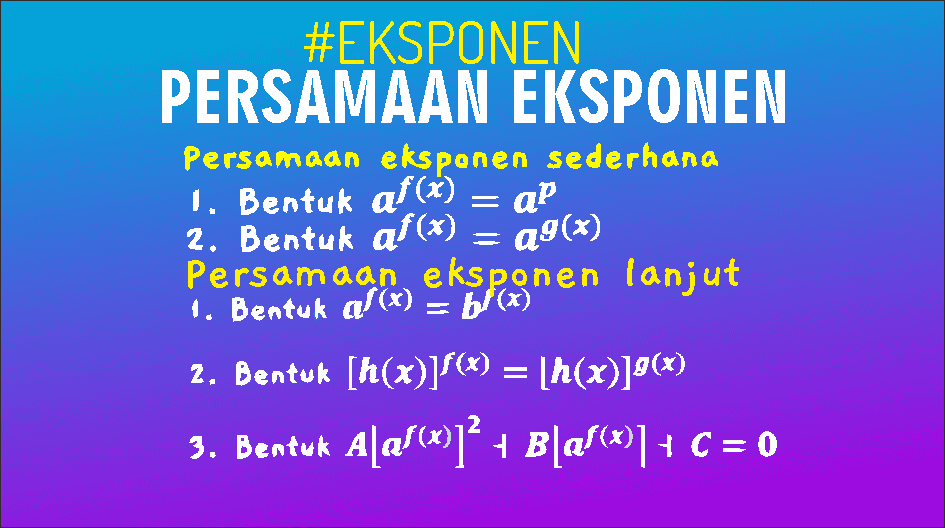 #EKSPONEN
PERSAMAAN EKSPONEN
Persamaan eksponen sederhana
1. Bentuk a^{f(x)} = a^{p}
2. Bentuk a^{f(x)} = a^{g(x)}
Persamaan eksponen lanjut
1. Bentuk a^{f(x)} = b^{f(x)}
2. Bentuk [h(x)]^{f(x)} = [h(x)]^{g(x)}
3. Bentuk A[a^{f(x)}]^{2} + B[a^{f(x)}] + C = 0